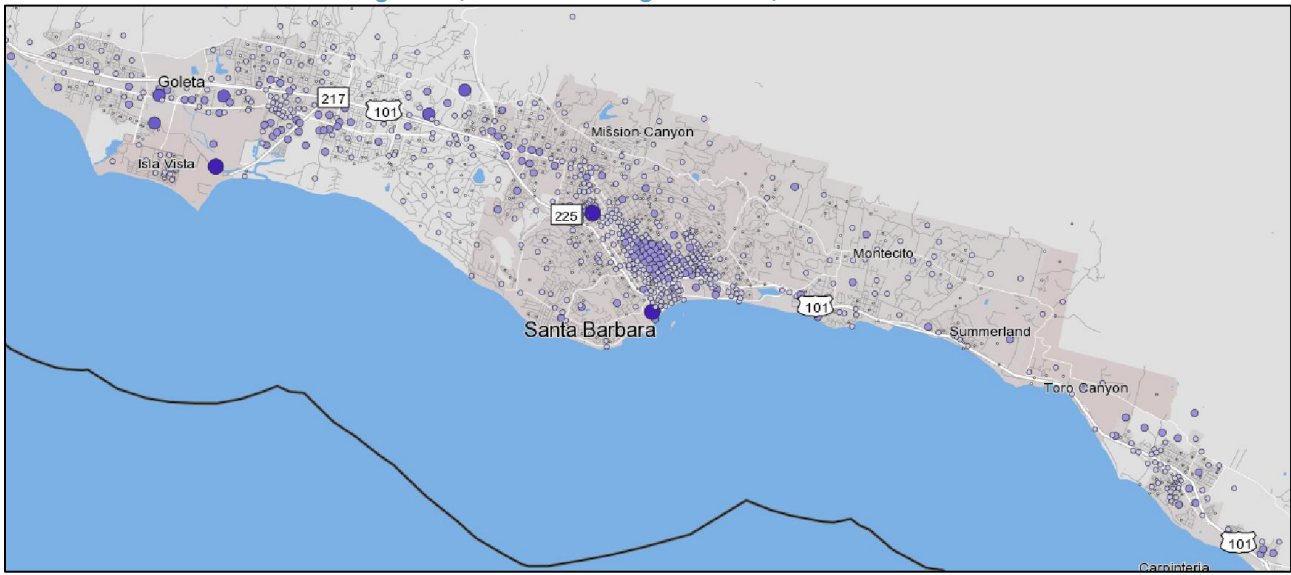 Goleta
217
101
Mission Canyon
Isla Vista
225
Montecito
101
Santa Barbara
Summerland
Toro Canyon
101
Carpinteria